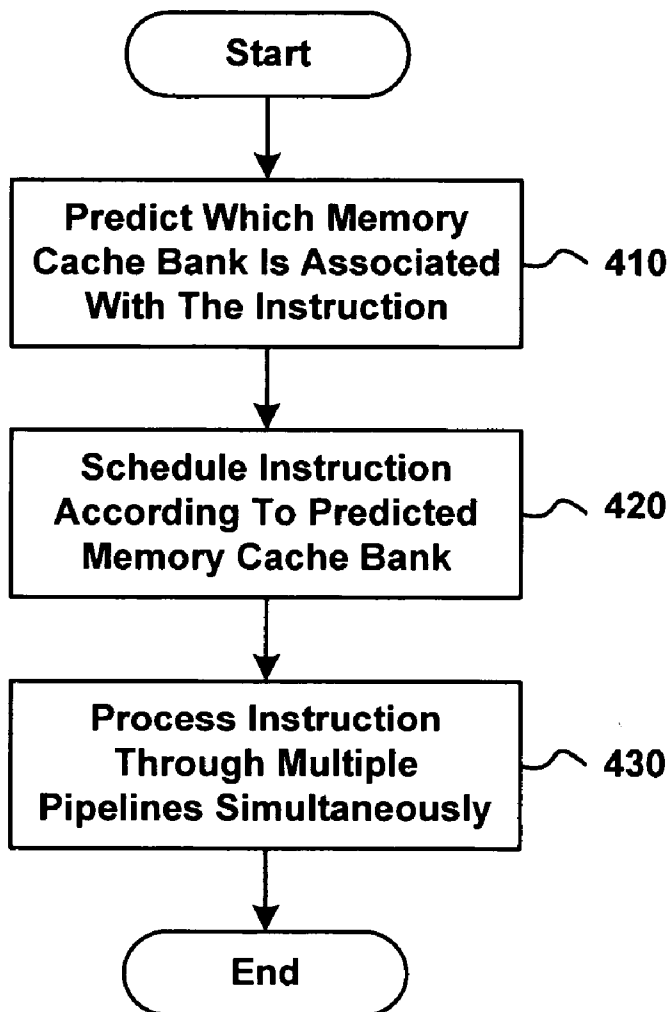 Start
Predict Which Memory
Cache Bank Is Associated
With The Instruction
410
Schedule Instruction
According To Predicted
Memory Cache Bank
420
Process Instruction
Through Multiple
Pipelines Simultaneously
430
End